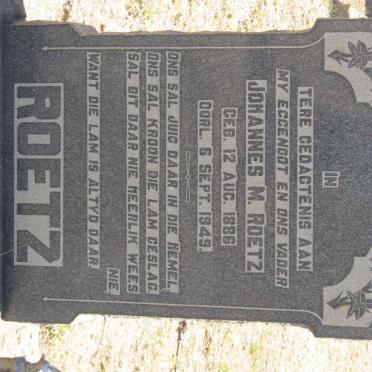 IN
TERE GEDAGTENIS AAN
MY EGGENOOT EN ONS VADER
JOHANNES M. ROETZ
GEB. 12 AUG. 1886
OORL. 6 SEPT. 1949.
ONS SAL JUIG DAAR IN DIE HEMEL.
ONS SAL KROON DIE LAM GESLAG.
SAL DIT DAAR NIE HEERLIK WEES
NIE.
WANT DIE LAM IS ALTYD DAAR.
ROETZ